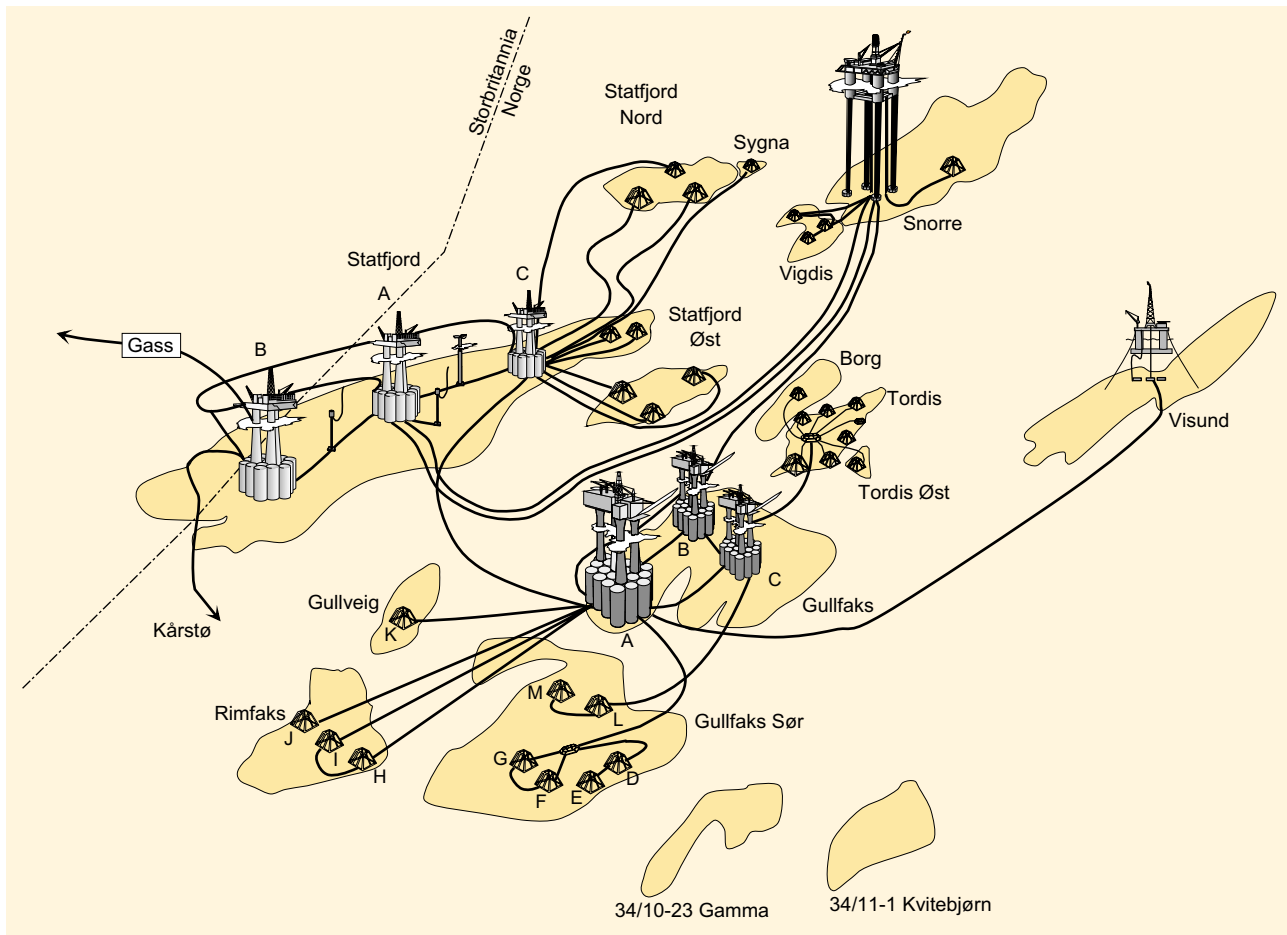 Storbritannia
Norge
Statfjord
Nord
Sygna
Snorre
Vigdis
Statfjord
A
C
B
Gass
Statfjord
Øst
Borg
Tordis
Tordis Øst
Visund
Kårstø
Gullveig
K
B
C
A
Gullfaks
Rimfaks
J
I
H
M
L
Gullfaks Sør
G
F
E
D
34/10-23 Gamma
34/11-1 Kvitebjørn